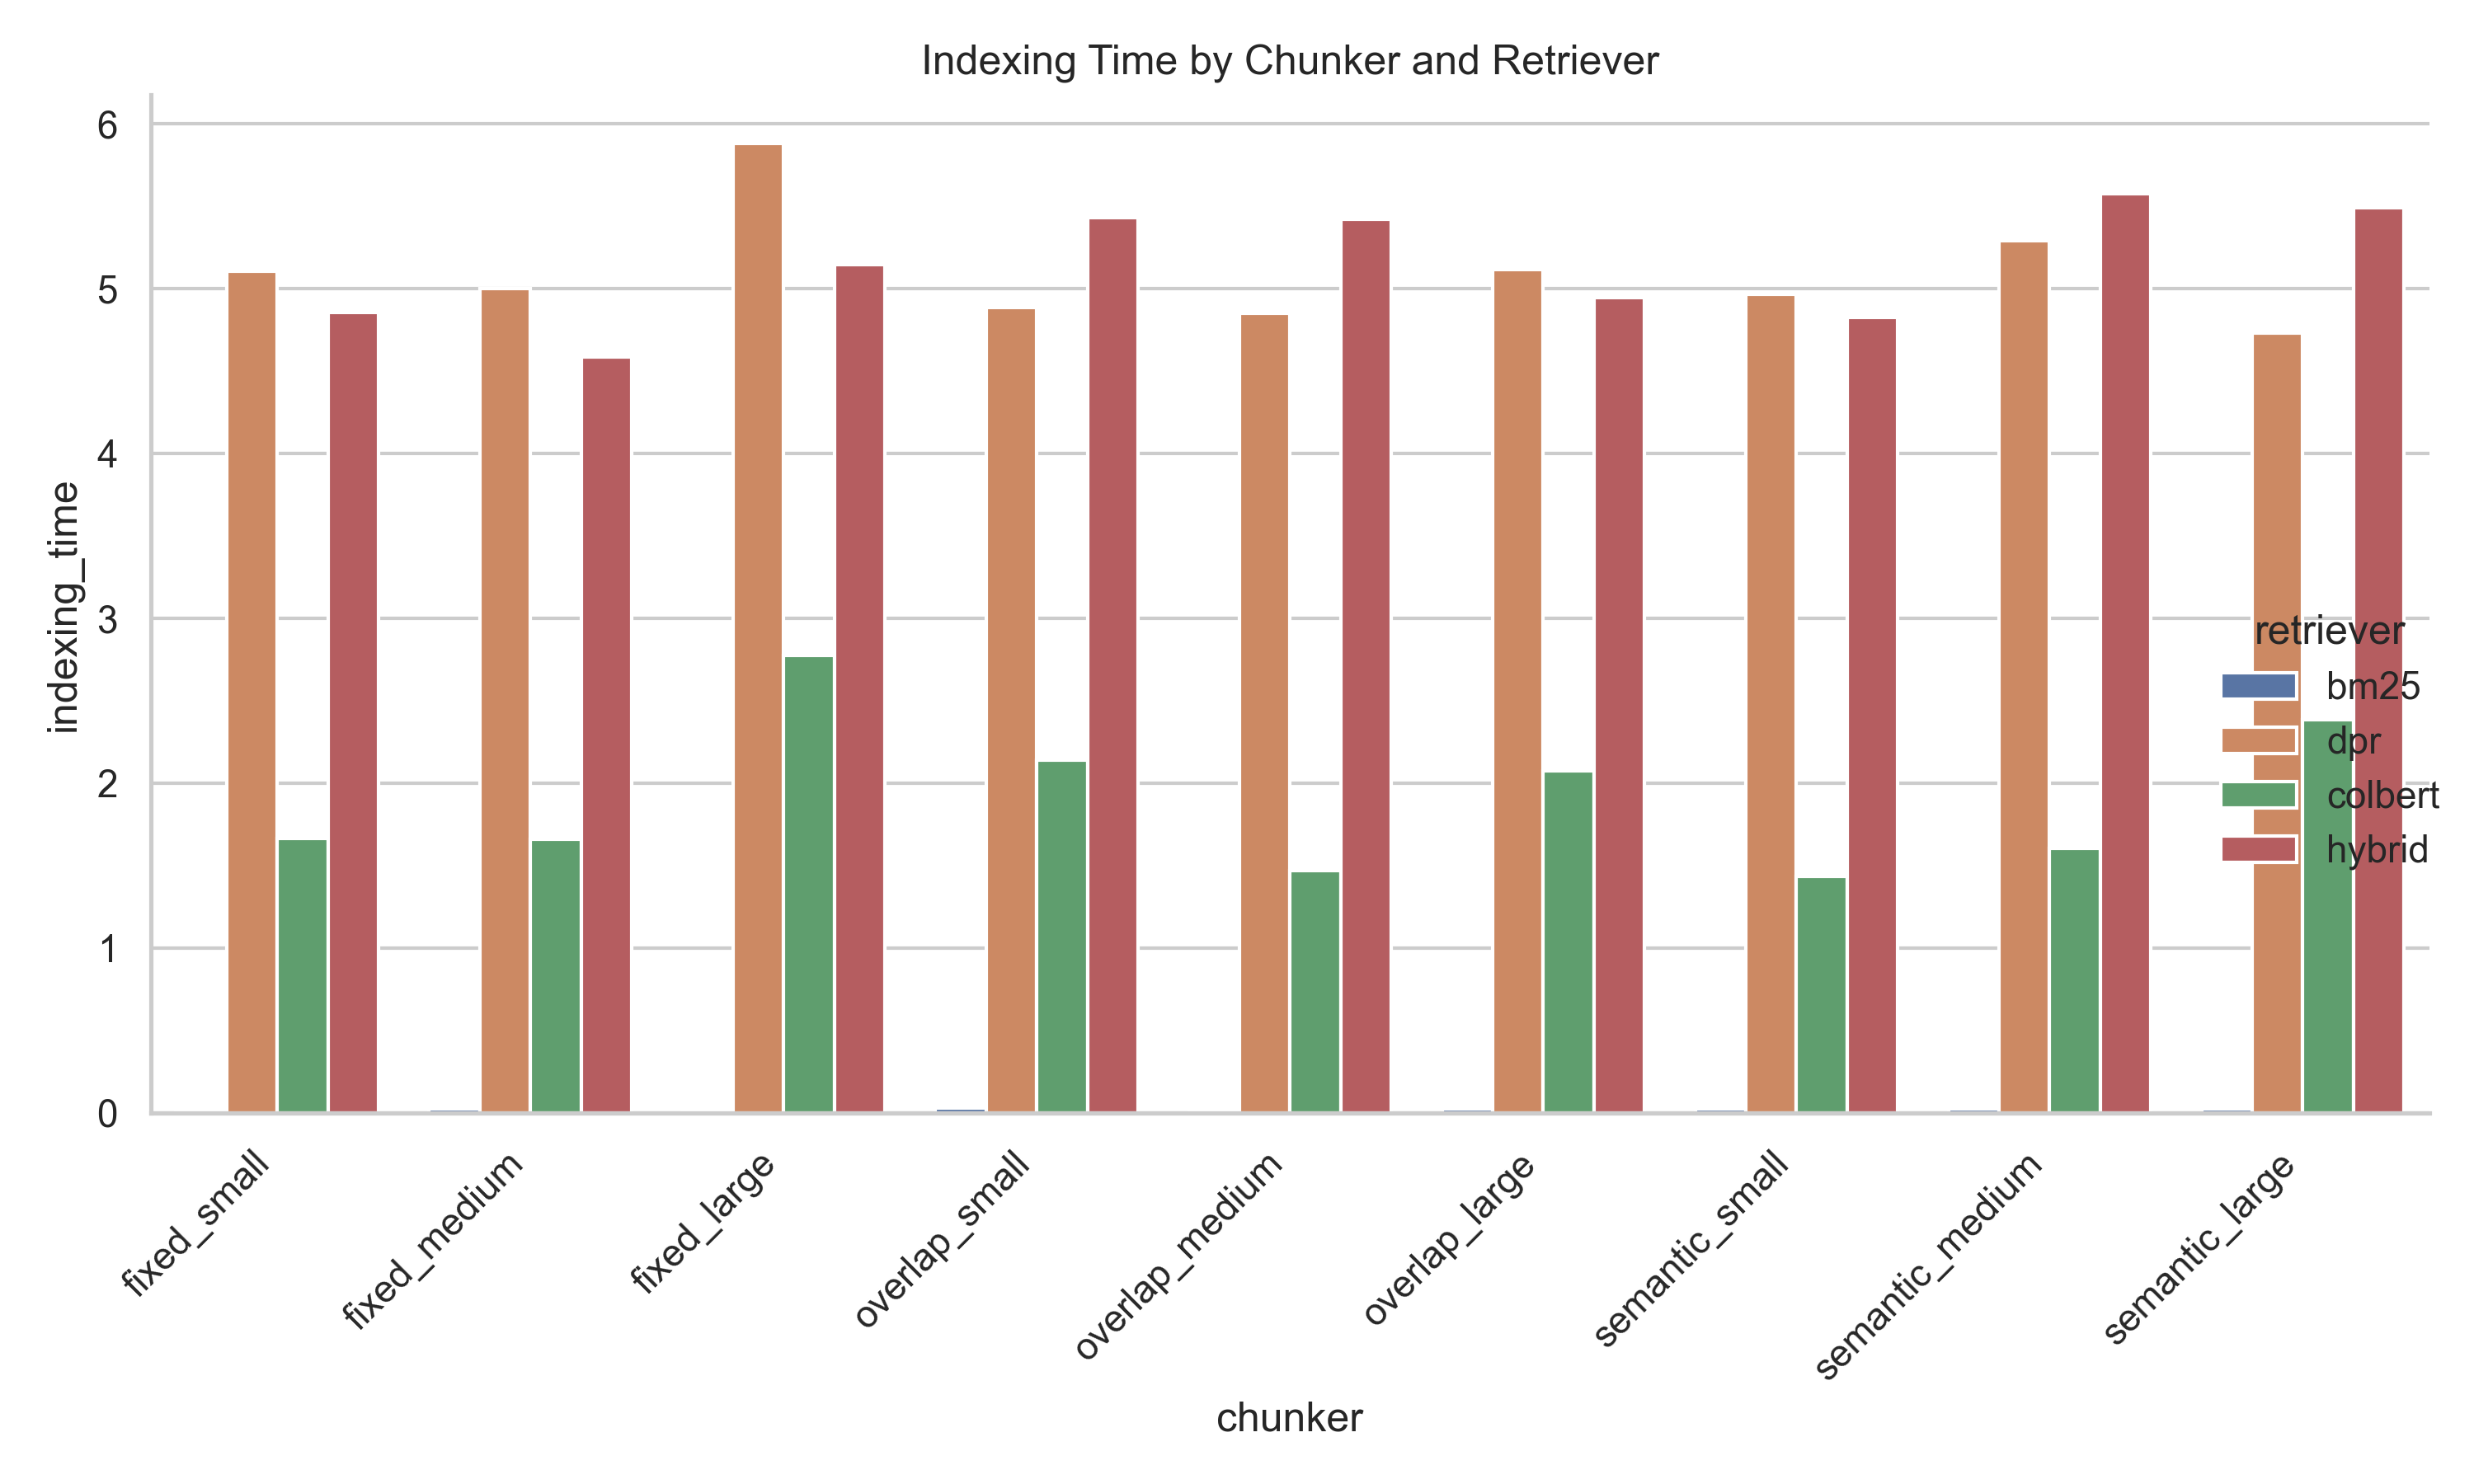 Indexing Time by Chunker and Retriever
6
5
4
3
2
1
0
indexing_time
retriever
bm25
dpr
colbert
hybrid
fixed_small
fixed_medium
fixed_large
overlap_small
overlap_medium
overlap_large
semantic_small
semantic_medium
semantic_large
chunker